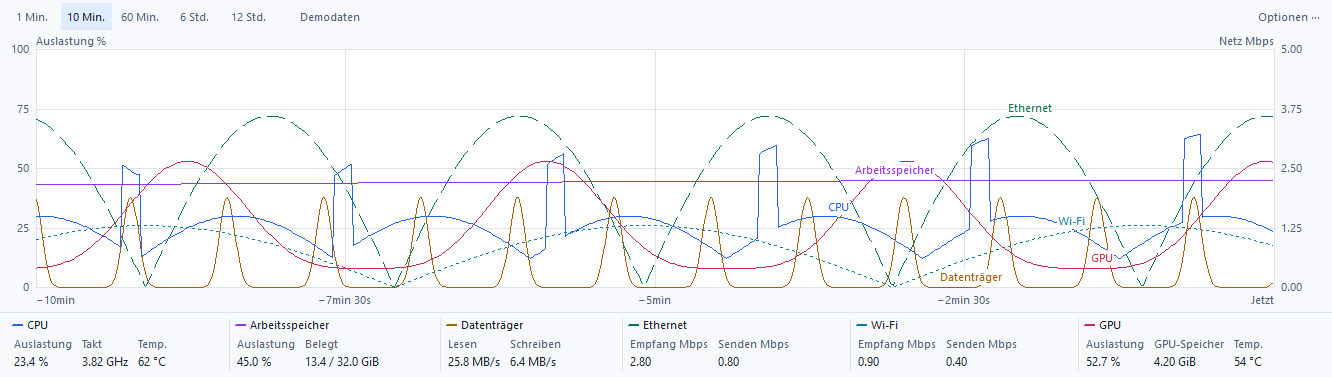 1 Min. 10 Min. 60 Min. 6 Std. 12 Std. Demodaten Optionen ···
Auslastung % Netz Mbps
100 5.00
Ethernet
75 3.75
Arbeitsspeicher
50 2.50
CPU
Wi-Fi
25 1.25
GPU
Datenträger
0 0.00
−10min −7min 30s −5min −2min 30s Jetzt
CPU Arbeitsspeicher Datenträger Ethernet Wi-Fi GPU
Auslastung Takt Temp. Auslastung Belegt Lesen Schreiben Empfang Mbps Senden Mbps Empfang Mbps Senden Mbps Auslastung GPU-Speicher Temp.
23.4 % 3.82 GHz 62 °C 45.0 % 13.4 / 32.0 GiB 25.8 MB/s 6.4 MB/s 2.80 0.80 0.90 0.40 52.7 % 4.20 GiB 54 °C